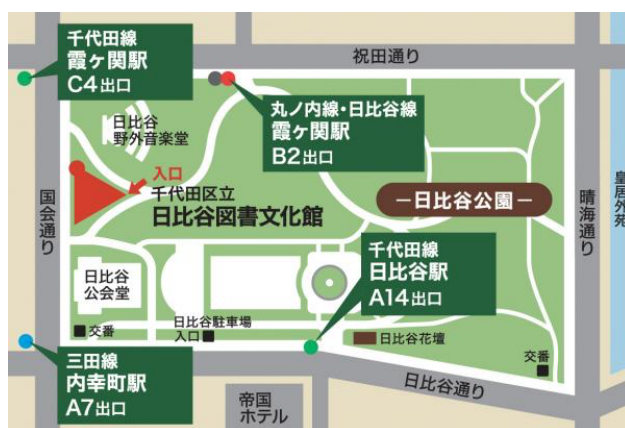 千代田線
霞ヶ関駅
C4出口
祝田通り
丸ノ内線・日比谷線
霞ヶ関駅
B2出口
日比谷
野外音楽堂
入口
千代田区立
日比谷図書文化館
国会通り
ー日比谷公園ー
晴海通り
皇居外苑
千代田線
日比谷駅
A14出口
日比谷
公会堂
交番
日比谷駐車場
入口
日比谷花壇
交番
三田線
内幸町駅
A7出口
帝国
ホテル
日比谷通り